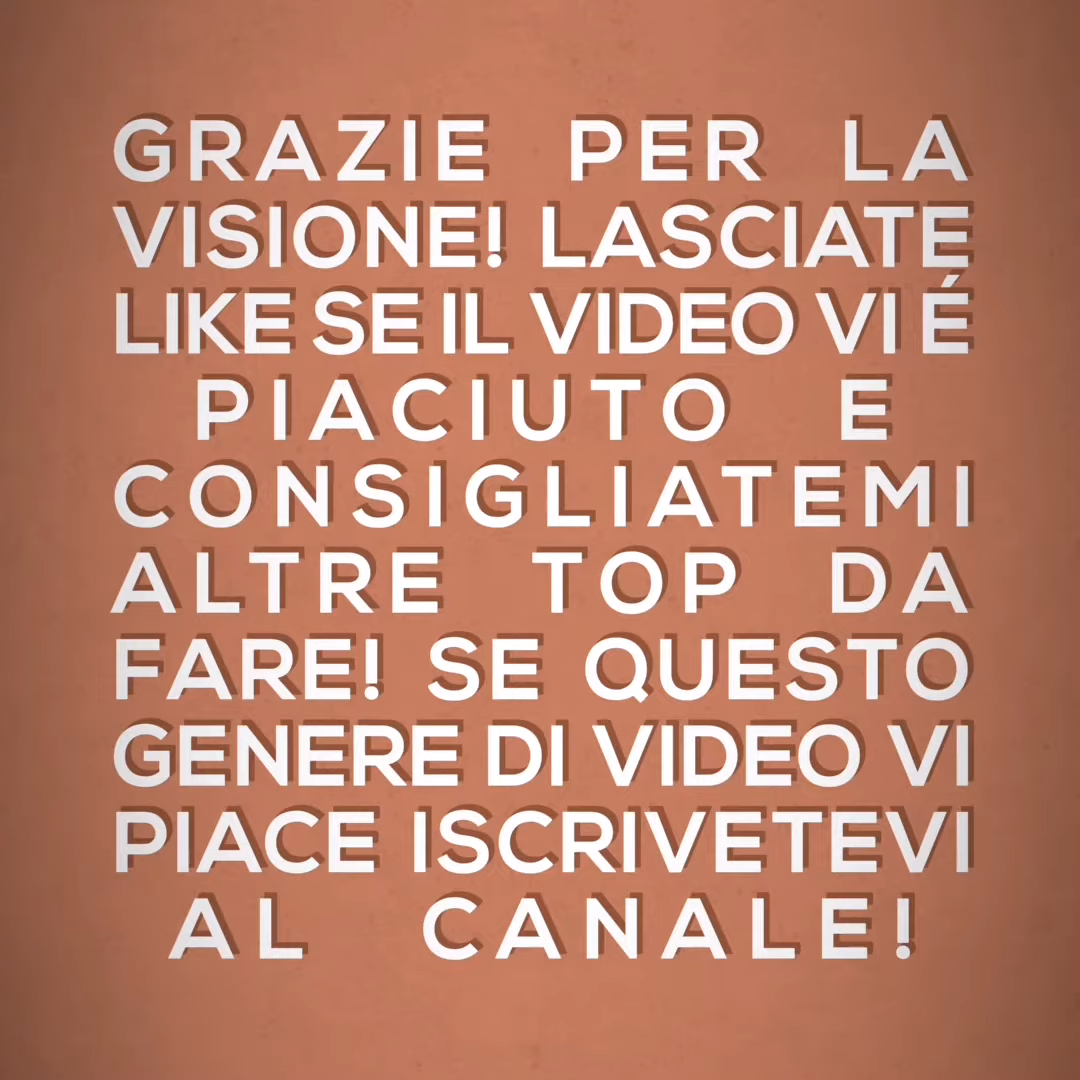 GRAZIE PER LA
VISIONE! LASCIATE
LIKE SE IL VIDEO VI É
PIACIUTO E
CONSIGLIATEMI
ALTRE TOP DA
FARE! SE QUESTO
GENERE DI VIDEO VI
PIACE ISCRIVETEVI
AL CANALE!